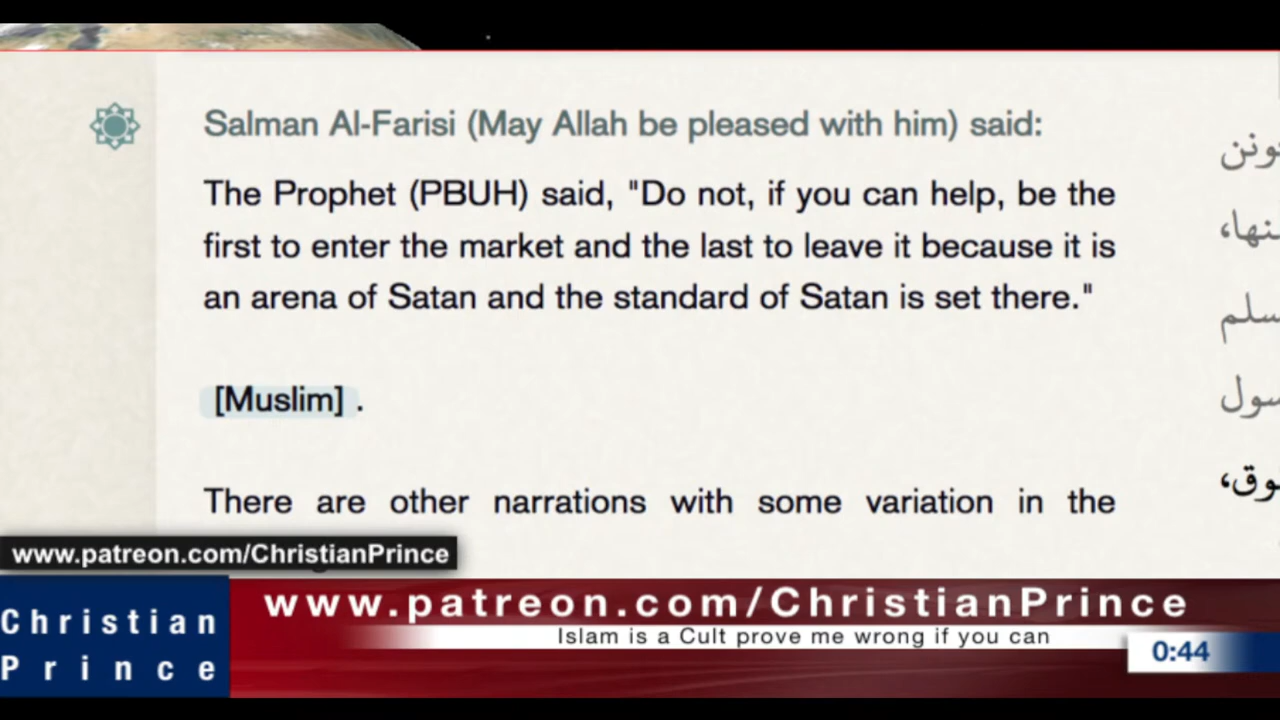 Salman Al-Farisi (May Allah be pleased with him) said:
The Prophet (PBUH) said, "Do not, if you can help, be the
first to enter the market and the last to leave it because it is
an arena of Satan and the standard of Satan is set there."
[Muslim] .
There are other narrations with some variation in the
سلم
سول
www.patreon.com/ChristianPrince
www.patreon.com/ChristianPrince
Islam is a Cult prove me wrong if you can
Christian
Prince
0:44